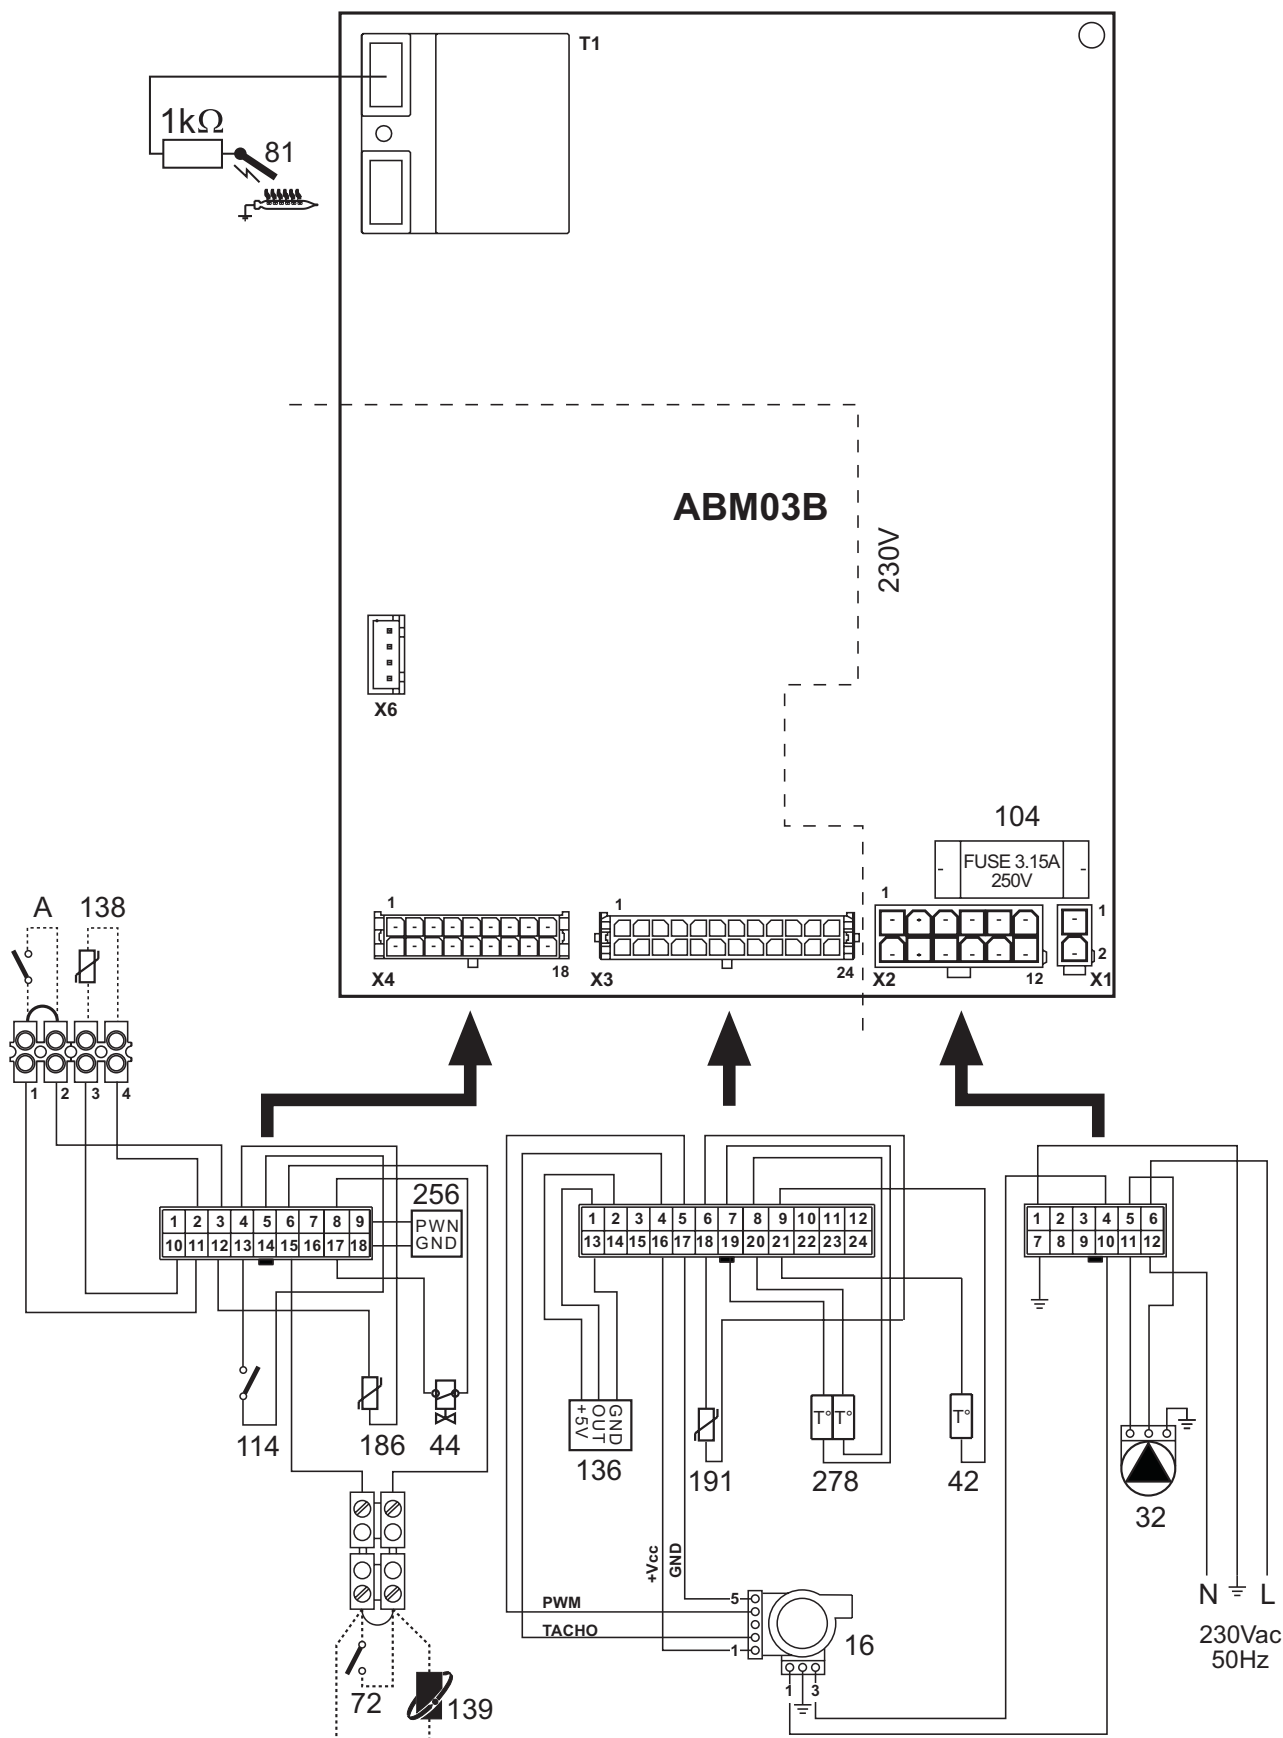 T1
1kΩ
81
ABM03B
230V
X6
104
FUSE 3.15A
250V
A 138
1
18
X4
1
24
X3
1
12
X2
1
2
X1
1 2 3 4
256
PWN
GND
1 2 3 4 5 6 7 8 9
10 11 12 13 14 15 16 17 18
1 2 3 4 5 6 7 8 9 10 11 12
13 14 15 16 17 18 19 20 21 22 23 24
1 2 3 4 5 6
7 8 9 10 11 12
114
186
44
+5V
OUT
GND
136
191
T° T°
278
T°
42
32
+Vcc
GND
PWM
TACHO
5
1
16
1 3
N L
230Vac
50Hz
72
139